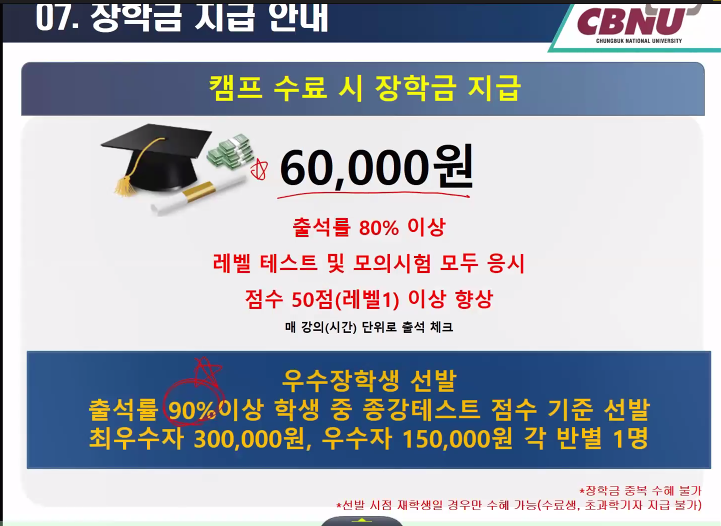 07. 장학금 지급 안내
CBNU
CHUNGBUK NATIONAL UNIVERSITY
캠프 수료 시 장학금 지급
60,000원
출석률 80% 이상
레벨 테스트 및 모의시험 모두 응시
점수 50점(레벨1) 이상 향상
매 강의(시간) 단위로 출석 체크
우수장학생 선발
출석률 90%이상 학생 중 종강테스트 점수 기준 선발
최우수자 300,000원, 우수자 150,000원 각 반별 1명
*장학금 중복 수혜 불가
*선발 시점 재학생일 경우만 수혜 가능(수료생, 초과학기자 지급 불가)